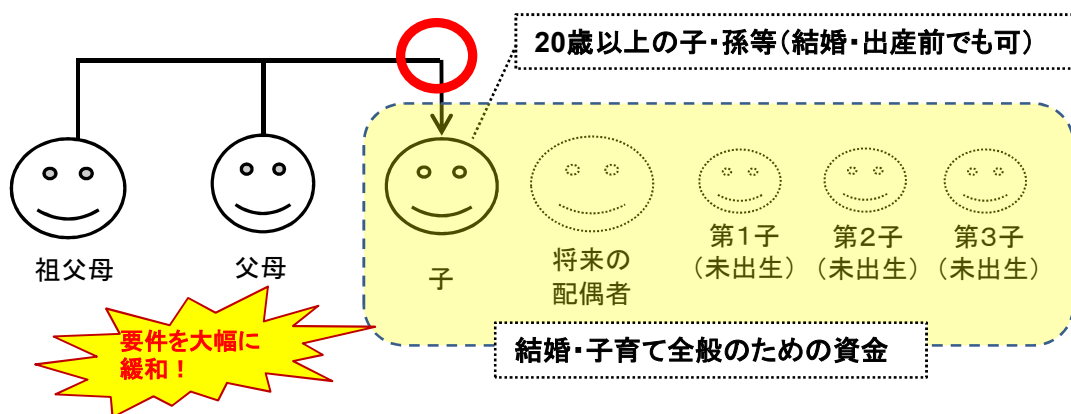 20歳以上の子・孫等(結婚・出産前でも可)
祖父母
父母
子
将来の
配偶者
第1子
(未出生)
第2子
(未出生)
第3子
(未出生)
要件を大幅に
緩和!
結婚・子育て全般のための資金